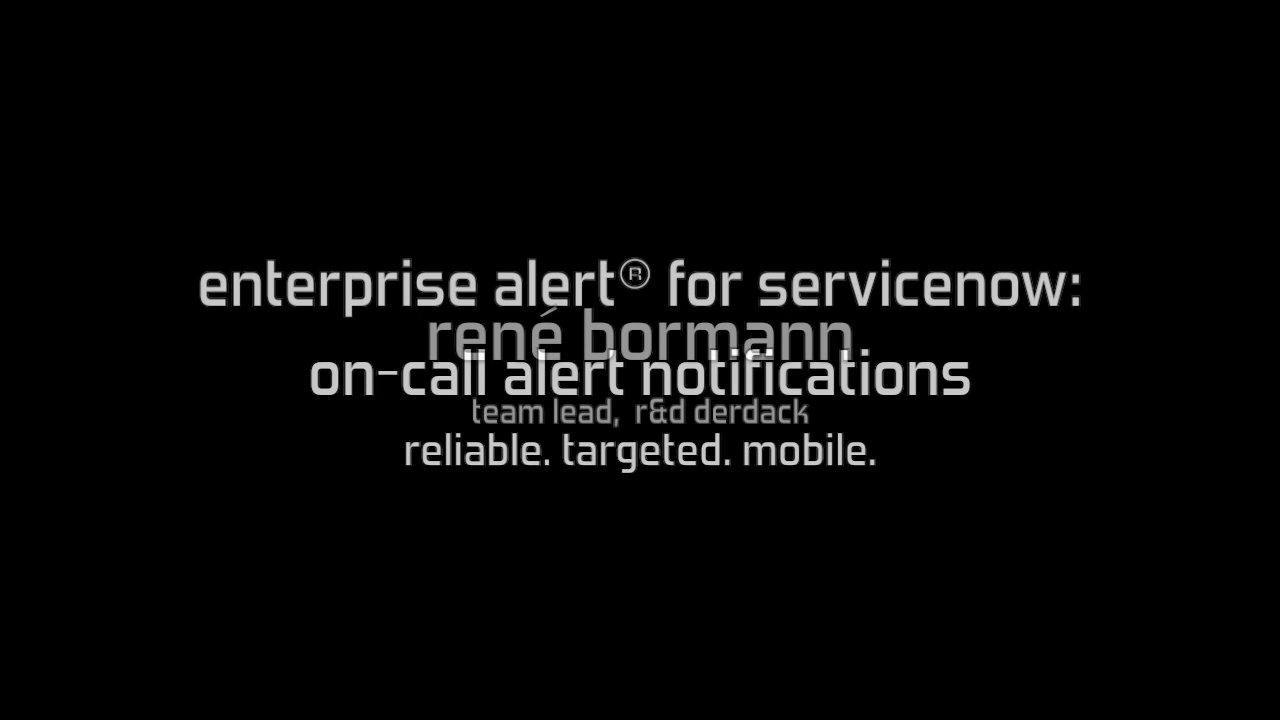 enterprise alert® for servicenow:
rené bormann
on-call alert notifications
team lead, r&d derdack
reliable. targeted. mobile.